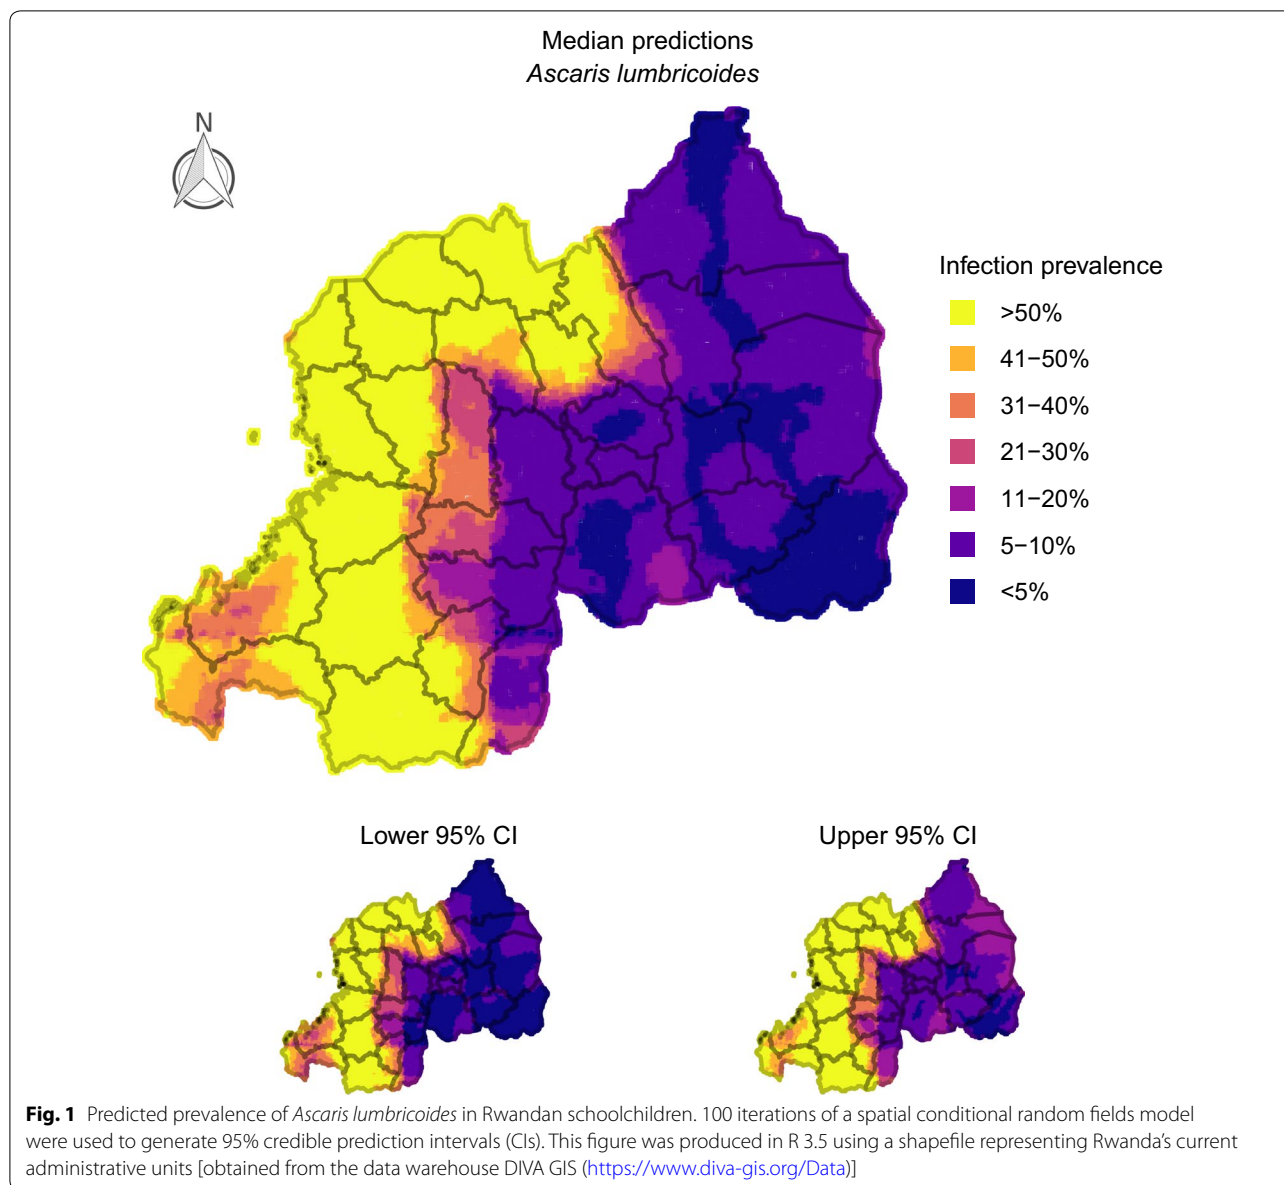 Median predictions
Ascaris lumbricoides
N
Infection prevalence
>50%
41−50%
31−40%
21−30%
11−20%
5−10%
<5%
Lower 95% CI
Upper 95% CI
Fig. 1 Predicted prevalence of Ascaris lumbricoides in Rwandan schoolchildren. 100 iterations of a spatial conditional random fields model
were used to generate 95% credible prediction intervals (CIs). This figure was produced in R 3.5 using a shapefile representing Rwanda's current
administrative units [obtained from the data warehouse DIVA GIS (https://www.diva-gis.org/Data)]